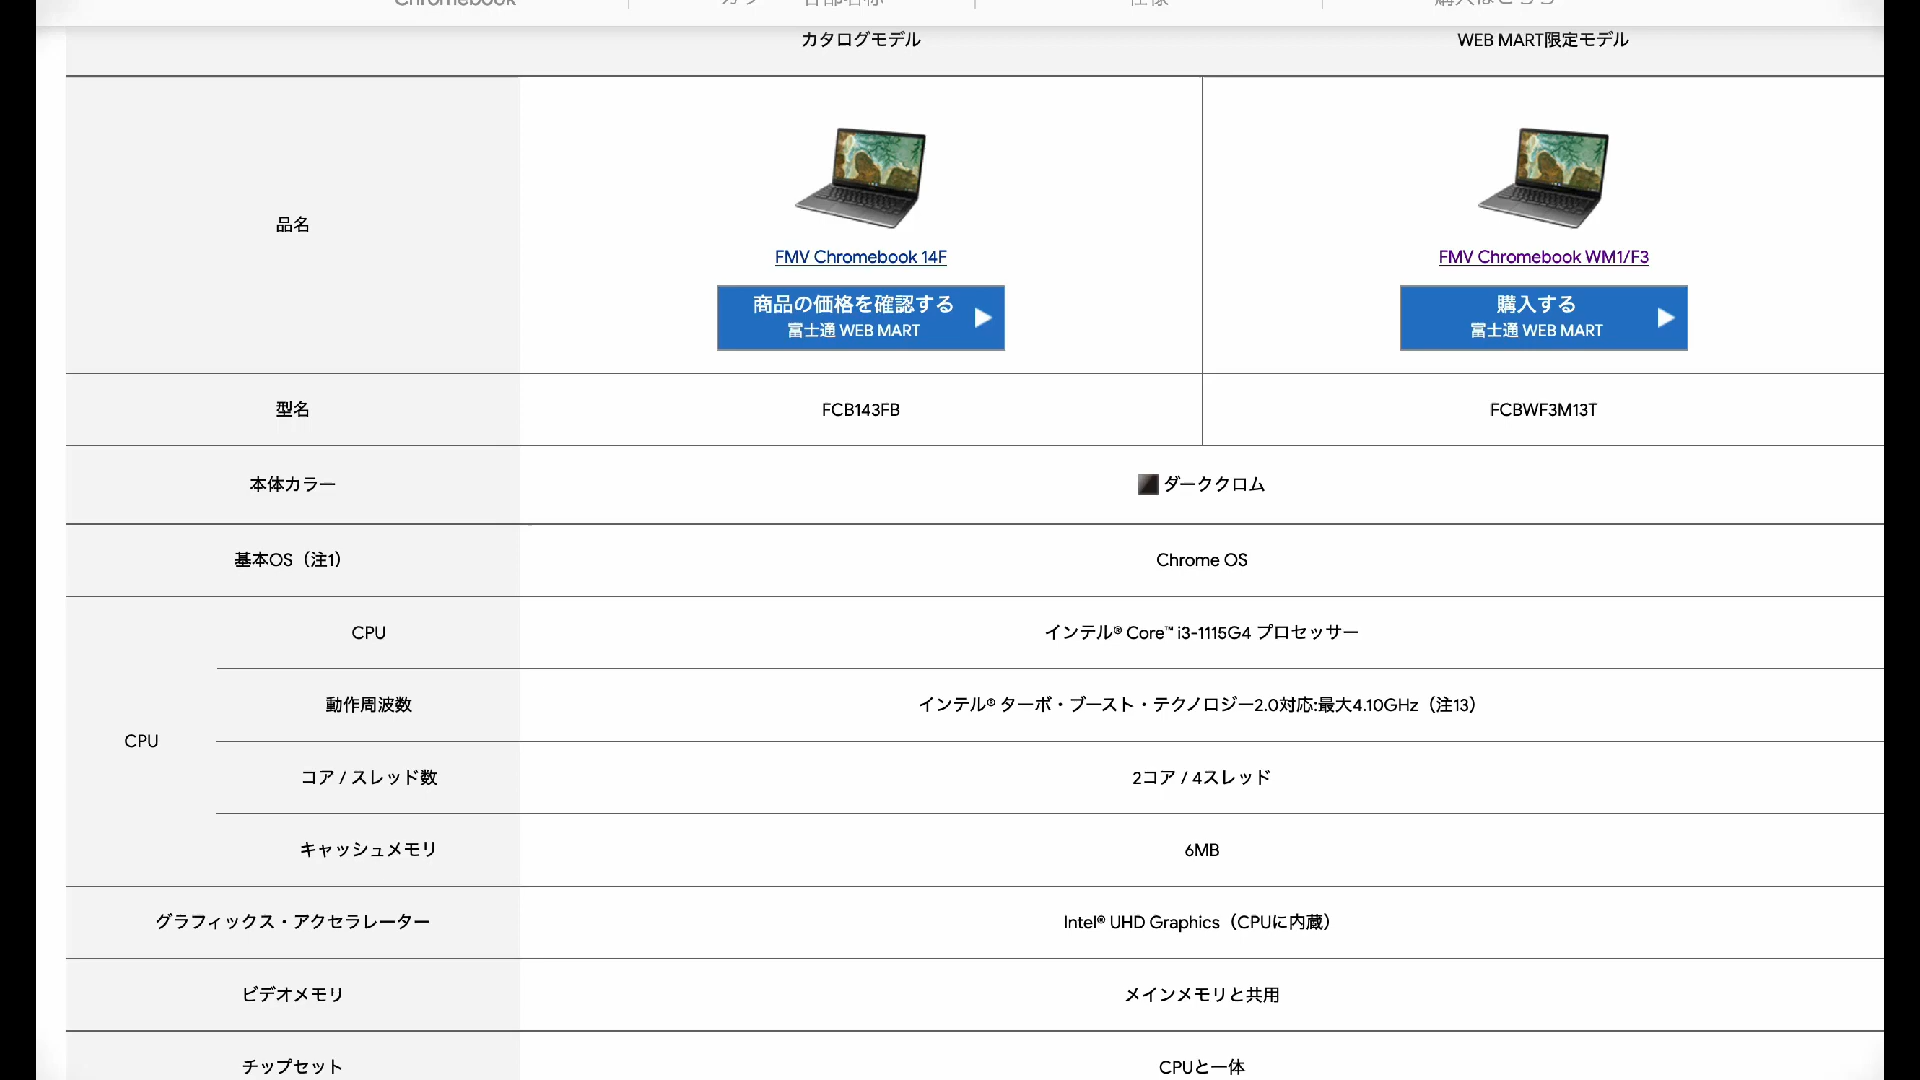 Chromebook
仕様
カタログモデル
WEB MART限定モデル
品名
FMV Chromebook 14F
商品の価格を確認する
富士通 WEB MART
FMV Chromebook WM1/F3
購入する
富士通 WEB MART
型名
FCB143FB
FCBWF3M13T
本体カラー
ダーククロム
基本OS（注1）
Chrome OS
CPU
CPU
インテル® Core™ i3-1115G4 プロセッサー
動作周波数
インテル® ターボ・ブースト・テクノロジー2.0対応:最大4.10GHz（注13）
コア / スレッド数
2コア / 4スレッド
キャッシュメモリ
6MB
グラフィックス・アクセラレーター
Intel® UHD Graphics（CPUに内蔵）
ビデオメモリ
メインメモリと共用
チップセット
CPUと一体